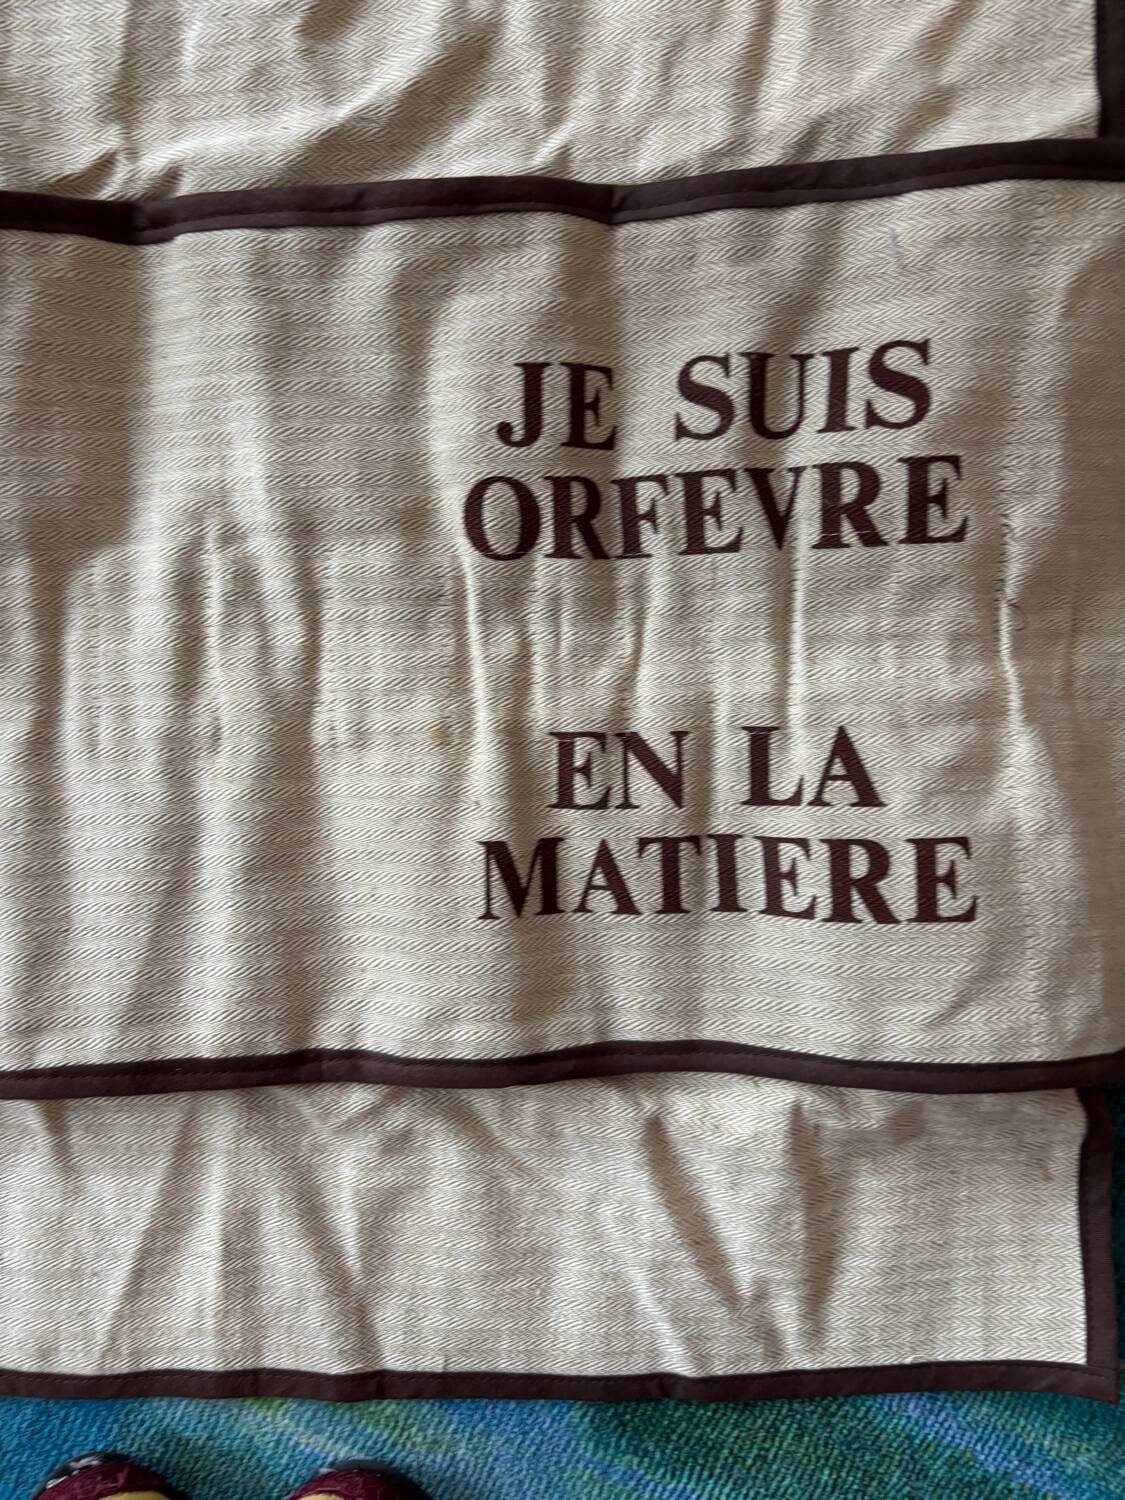 JE SUIS
ORFEVRE
EN LA
MATIERE